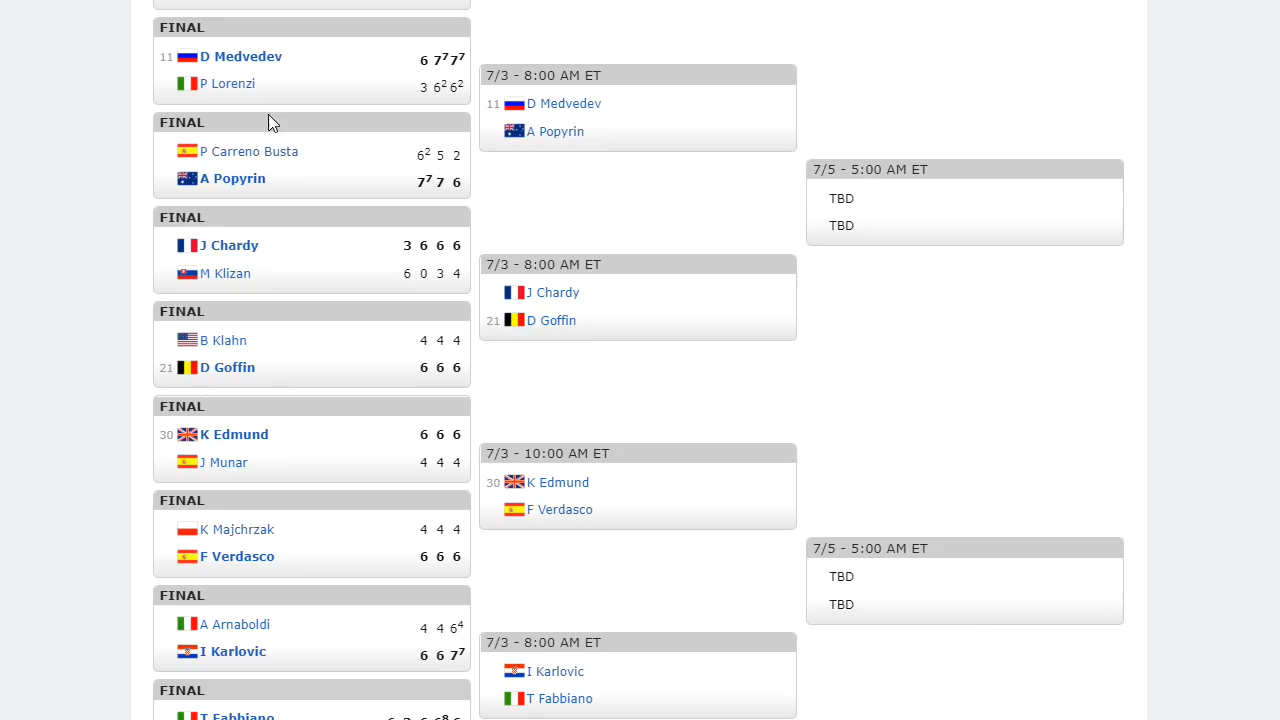 FINAL
11 D Medvedev 6 7⁷ 7⁷
P Lorenzi 3 6² 6²
FINAL
P Carreno Busta 6² 5 2
A Popyrin 7⁷ 7 6
FINAL
J Chardy 3 6 6 6
M Klizan 6 0 3 4
FINAL
B Klahn 4 4 4
21 D Goffin 6 6 6
FINAL
30 K Edmund 6 6 6
J Munar 4 4 4
FINAL
K Majchrzak 4 4 4
F Verdasco 6 6 6
FINAL
A Arnaboldi 4 4 6⁴
I Karlovic 6 6 7⁷
FINAL
T Fabbiano
7/3 - 8:00 AM ET
11 D Medvedev
A Popyrin
7/3 - 8:00 AM ET
J Chardy
21 D Goffin
7/3 - 10:00 AM ET
30 K Edmund
F Verdasco
7/3 - 8:00 AM ET
I Karlovic
T Fabbiano
7/5 - 5:00 AM ET
TBD
TBD
7/5 - 5:00 AM ET
TBD
TBD